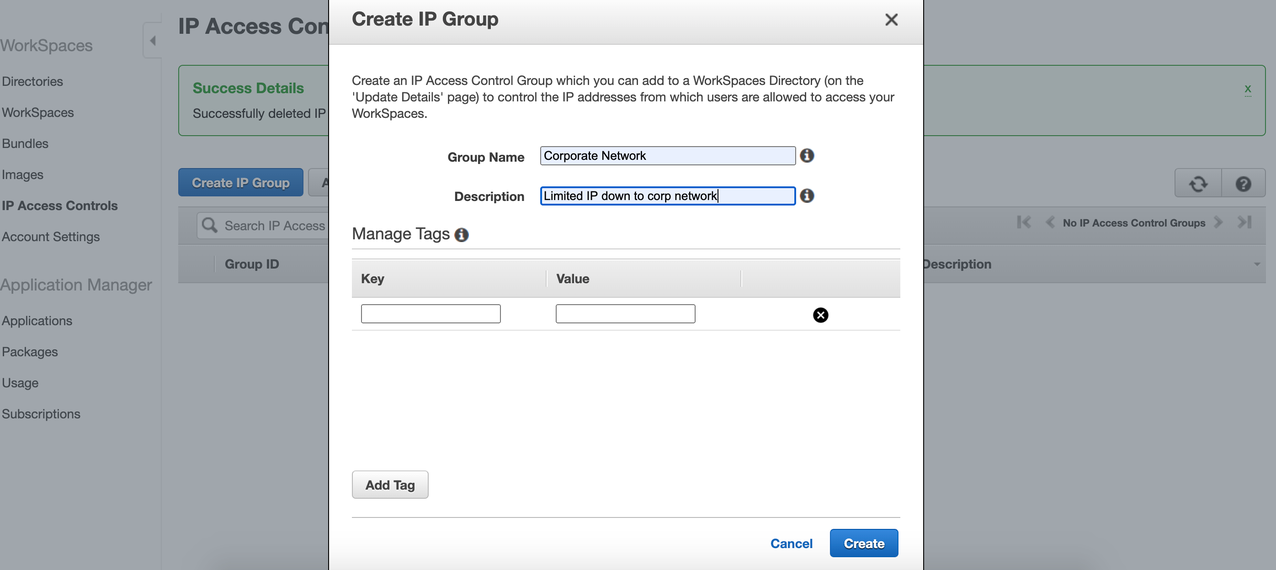 IP Access Con
WorkSpaces
Directories
WorkSpaces
Bundles
Images
IP Access Controls
Account Settings
Application Manager
Applications
Packages
Usage
Subscriptions
Success Details
x
Successfully deleted IP
Create IP Group
A
Search IP Access
No IP Access Control Groups
Group ID
Description
Create IP Group
Create an IP Access Control Group which you can add to a WorkSpaces Directory (on the
'Update Details' page) to control the IP addresses from which users are allowed to access your
WorkSpaces.
Group Name Corporate Network
Description Limited IP down to corp network
Manage Tags
Key Value
Add Tag
Cancel Create